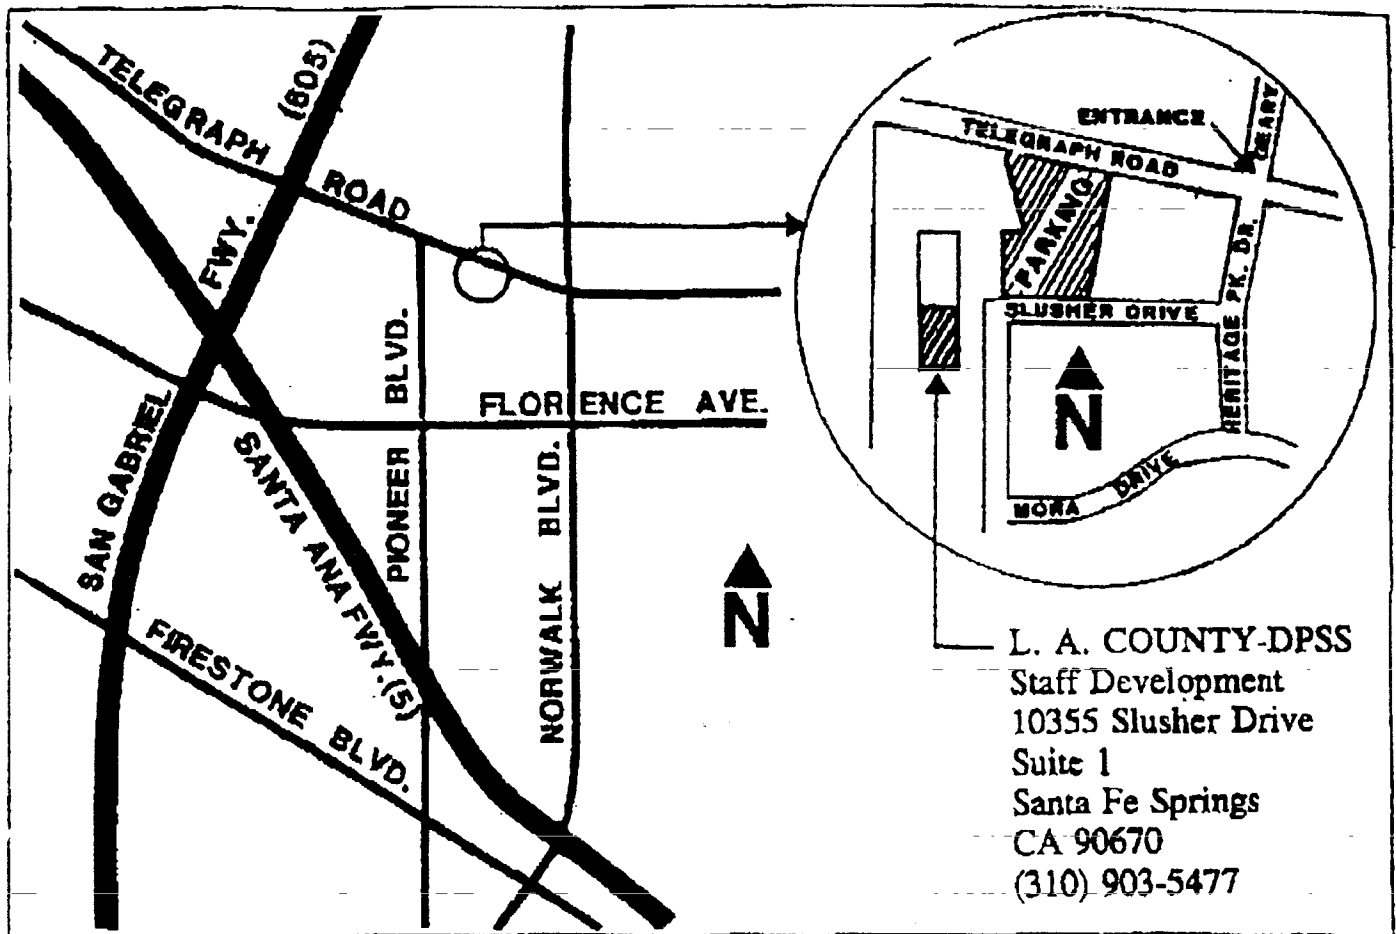 TELEGRAPH ROAD
(605)
FWY.
SAN GABRIEL
SANTA ANA FWY. (5)
FIRESTONE BLVD.
PIONEER BLVD.
FLORENCE AVE.
NORWALK BLVD.
N
ENTRANCE
GEARY
TELEGRAPH ROAD
PARKING
SLUSHER DRIVE
HERITAGE PK. DR.
N
MORA DRIVE
L. A. COUNTY-DPSS
Staff Development
10355 Slusher Drive
Suite 1
Santa Fe Springs
CA 90670
(310) 903-5477